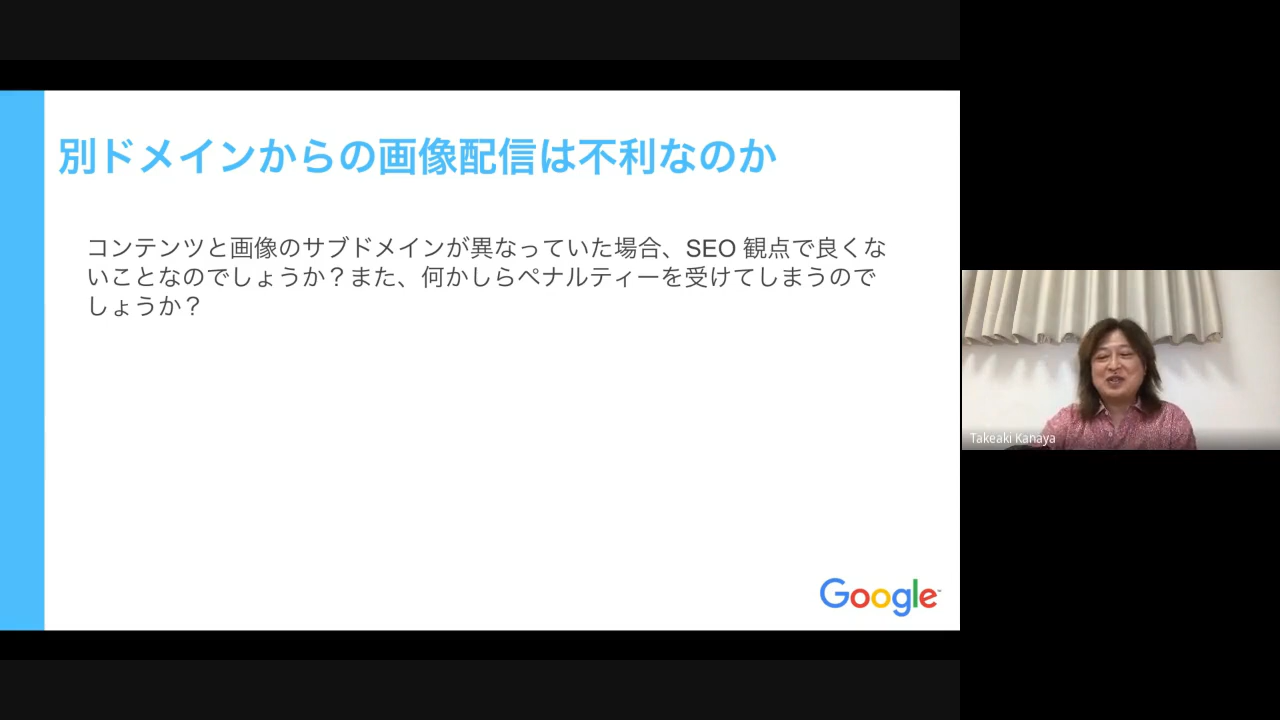 別ドメインからの画像配信は不利なのか
コンテンツと画像のサブドメインが異なっていた場合、SEO 観点で良くな
いことなのでしょうか？また、何かしらペナルティーを受けてしまうので
しょうか？
Takeaki Kanaya
Google